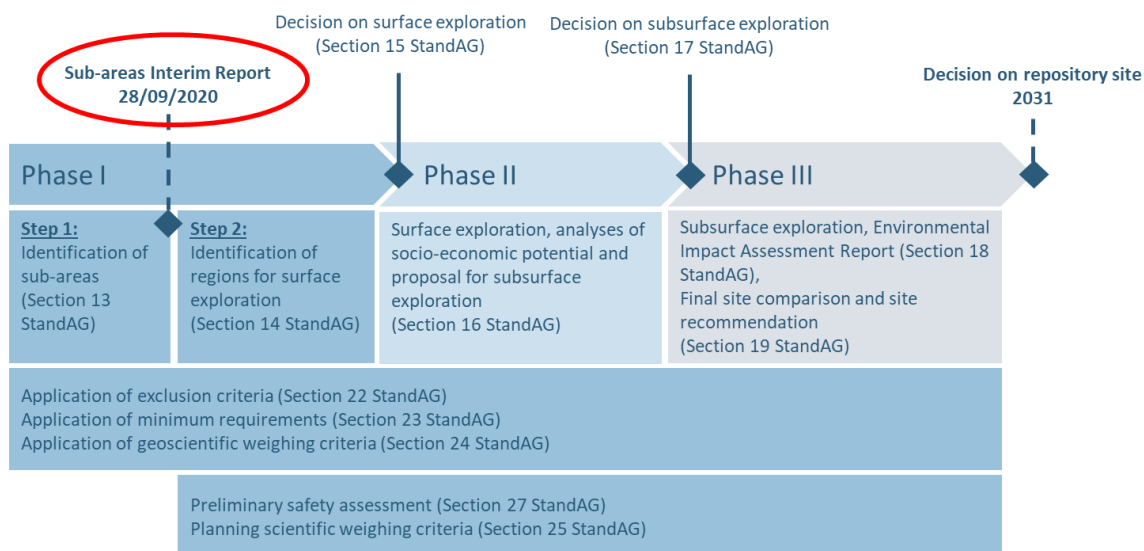 Decision on surface exploration
(Section 15 StandAG)
Decision on subsurface exploration
(Section 17 StandAG)
Sub-areas Interim Report
28/09/2020
Decision on repository site
2031
Phase I
Phase II
Phase III
Step 1:
Identification of
sub-areas
(Section 13
StandAG)
Step 2:
Identification of
regions for surface
exploration
(Section 14 StandAG)
Surface exploration, analyses of
socio-economic potential and
proposal for subsurface
exploration
(Section 16 StandAG)
Subsurface exploration, Environmental
Impact Assessment Report (Section 18
StandAG),
Final site comparison and site
recommendation
(Section 19 StandAG)
Application of exclusion criteria (Section 22 StandAG)
Application of minimum requirements (Section 23 StandAG)
Application of geoscientific weighing criteria (Section 24 StandAG)
Preliminary safety assessment (Section 27 StandAG)
Planning scientific weighing criteria (Section 25 StandAG)